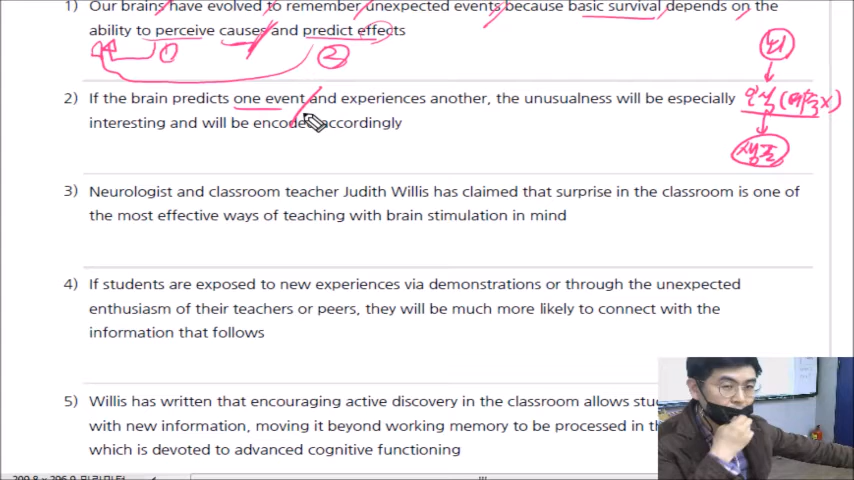 1) Our brains have evolved to remember unexpected events because basic survival depends on the
ability to perceive causes and predict effects
① ②
뇌
2) If the brain predicts one event and experiences another, the unusualness will be especially
인식(예측x)
interesting and will be encoded accordingly
생존
3) Neurologist and classroom teacher Judith Willis has claimed that surprise in the classroom is one of
the most effective ways of teaching with brain stimulation in mind
4) If students are exposed to new experiences via demonstrations or through the unexpected
enthusiasm of their teachers or peers, they will be much more likely to connect with the
information that follows
5) Willis has written that encouraging active discovery in the classroom allows
with new information, moving it beyond working memory to be processed in
which is devoted to advanced cognitive functioning